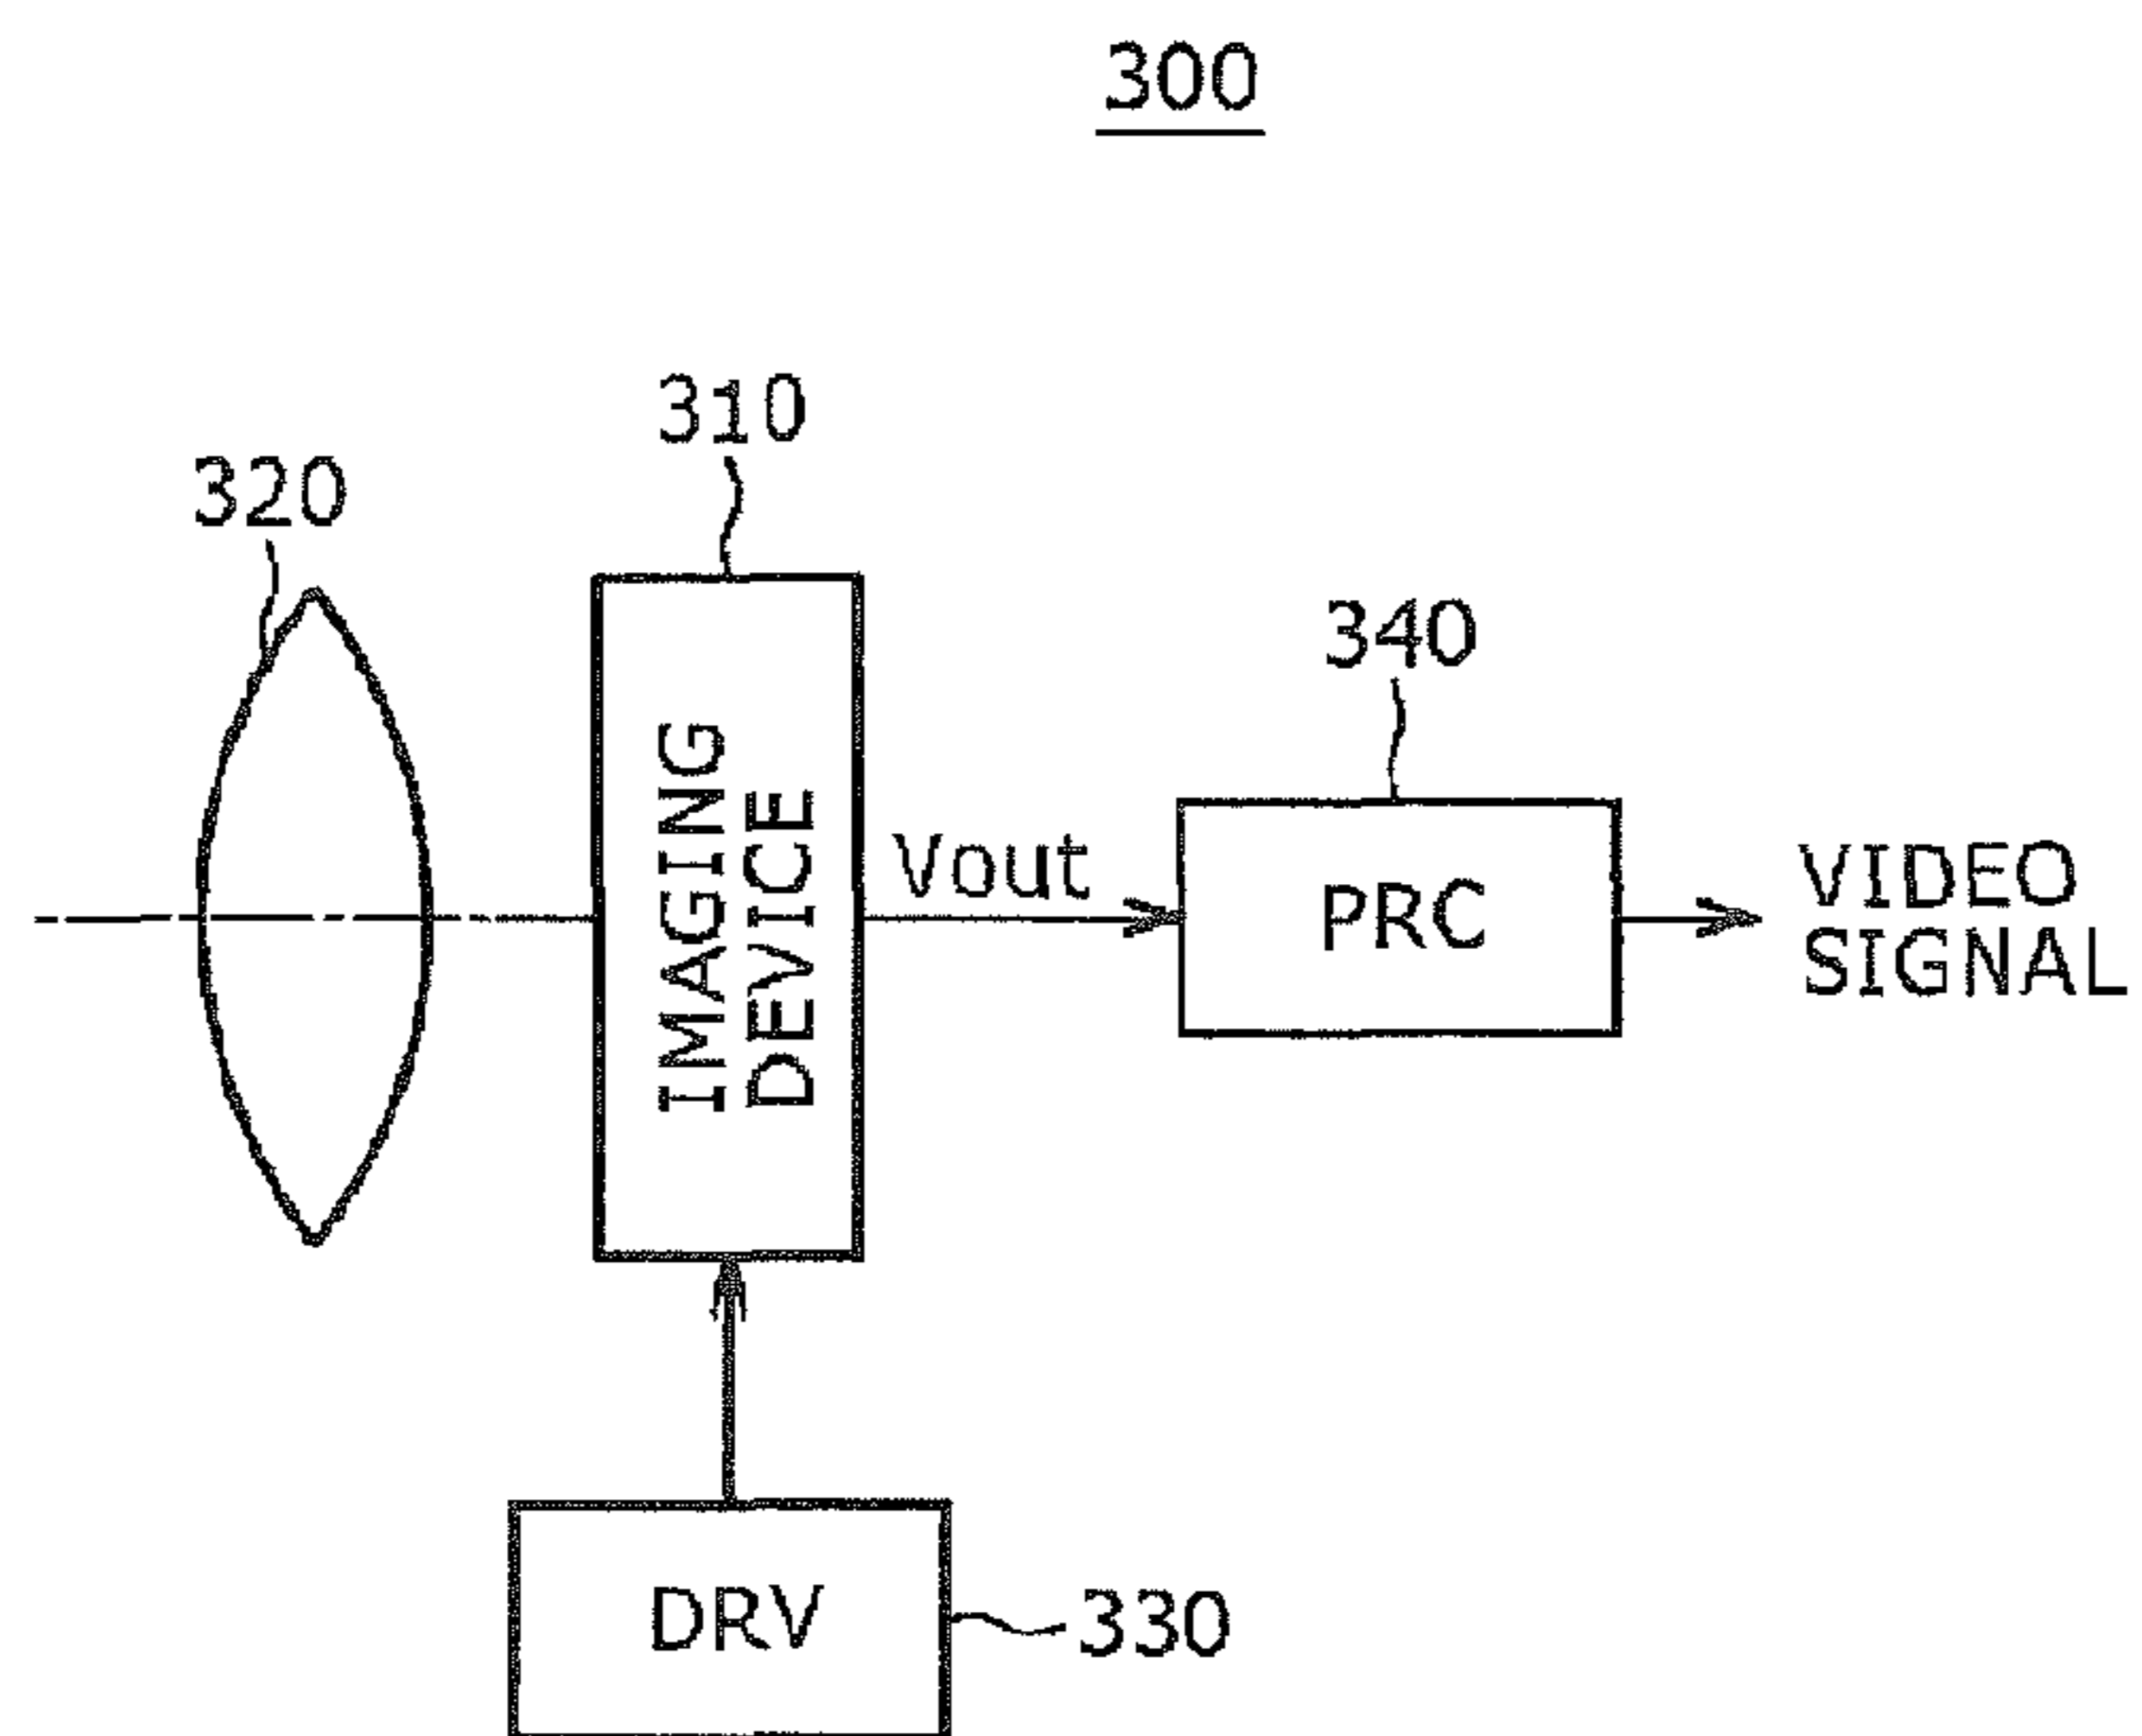 300
310
320
340
IMAGING
DEVICE
Vout
PRC
VIDEO
SIGNAL
DRV
330